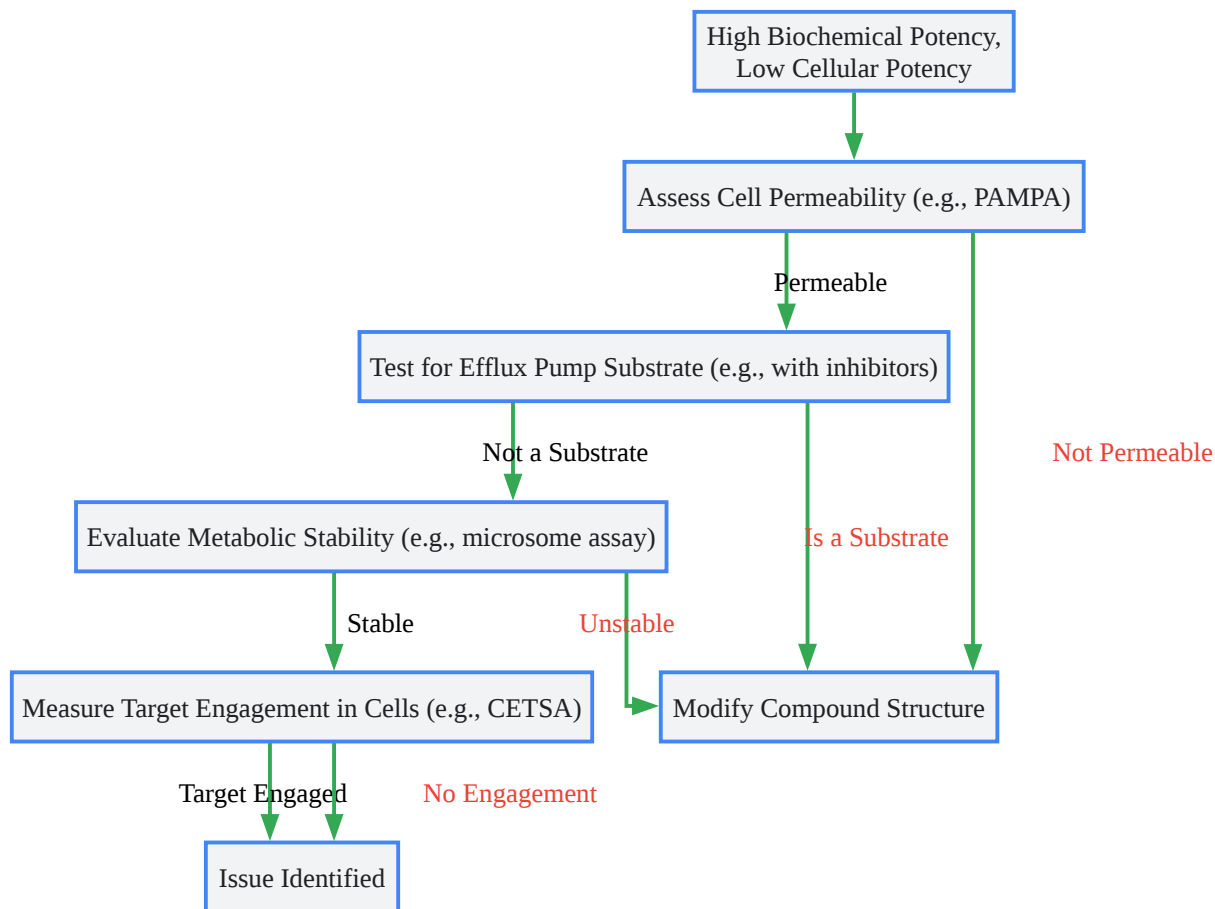 High Biochemical Potency,
Low Cellular Potency
Assess Cell Permeability (e.g., PAMPA)
Permeable
Test for Efflux Pump Substrate (e.g., with inhibitors)
Not a Substrate
Not Permeable
Evaluate Metabolic Stability (e.g., microsome assay)
Is a Substrate
Stable
Unstable
Measure Target Engagement in Cells (e.g., CETSA)
Modify Compound Structure
Target Engaged
No Engagement
Issue Identified